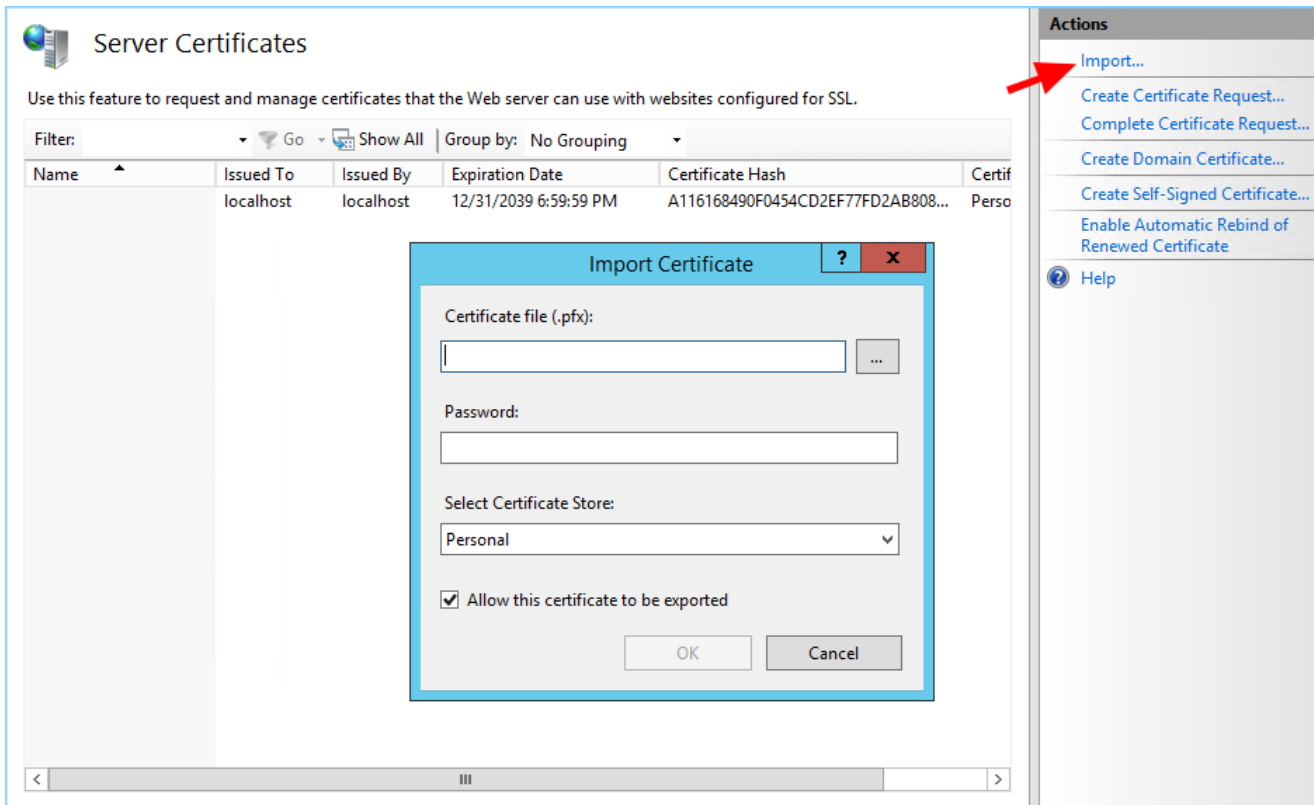 Server Certificates
Use this feature to request and manage certificates that the Web server can use with websites configured for SSL.
Filter: Go Show All Group by: No Grouping
Name Issued To Issued By Expiration Date Certificate Hash Certif
localhost localhost 12/31/2039 6:59:59 PM A116168490F0454CD2EF77FD2AB808... Perso
Import Certificate ? x
Certificate file (.pfx):
...
Password:
Select Certificate Store:
Personal
Allow this certificate to be exported
OK Cancel
Actions
Import...
Create Certificate Request...
Complete Certificate Request...
Create Domain Certificate...
Create Self-Signed Certificate...
Enable Automatic Rebind of
Renewed Certificate
? Help